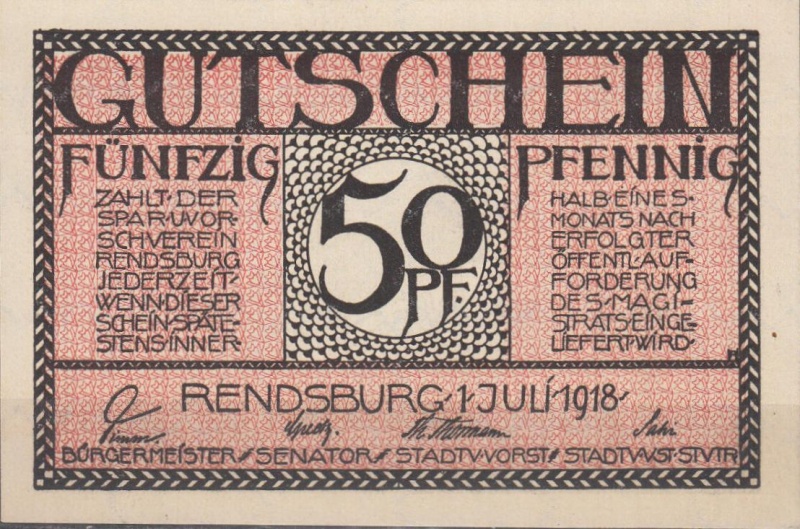 GUTSCHEIN
FÜNFZIG
ZAHLT·DER
SPAR·U·VOR-
SCHVEREIN
RENDSBURG
JEDERZEIT·
WENN·DIESER
SCHEIN·SPÄTE-
STENS·INNER-
50
PF.
PFENNIG
HALB·EINES·
MONATS·NACH
ERFOLGTER
ÖFFENTL·AUF-
FORDERUNG
DES·MAGI-
STRATS·EINGE-
LIEFERT·WIRD·
RENDSBURG·1·JULI·1918·
BÜRGERMEISTER // SENATOR // STADTV·VORST // STADTV·VST·STVTR